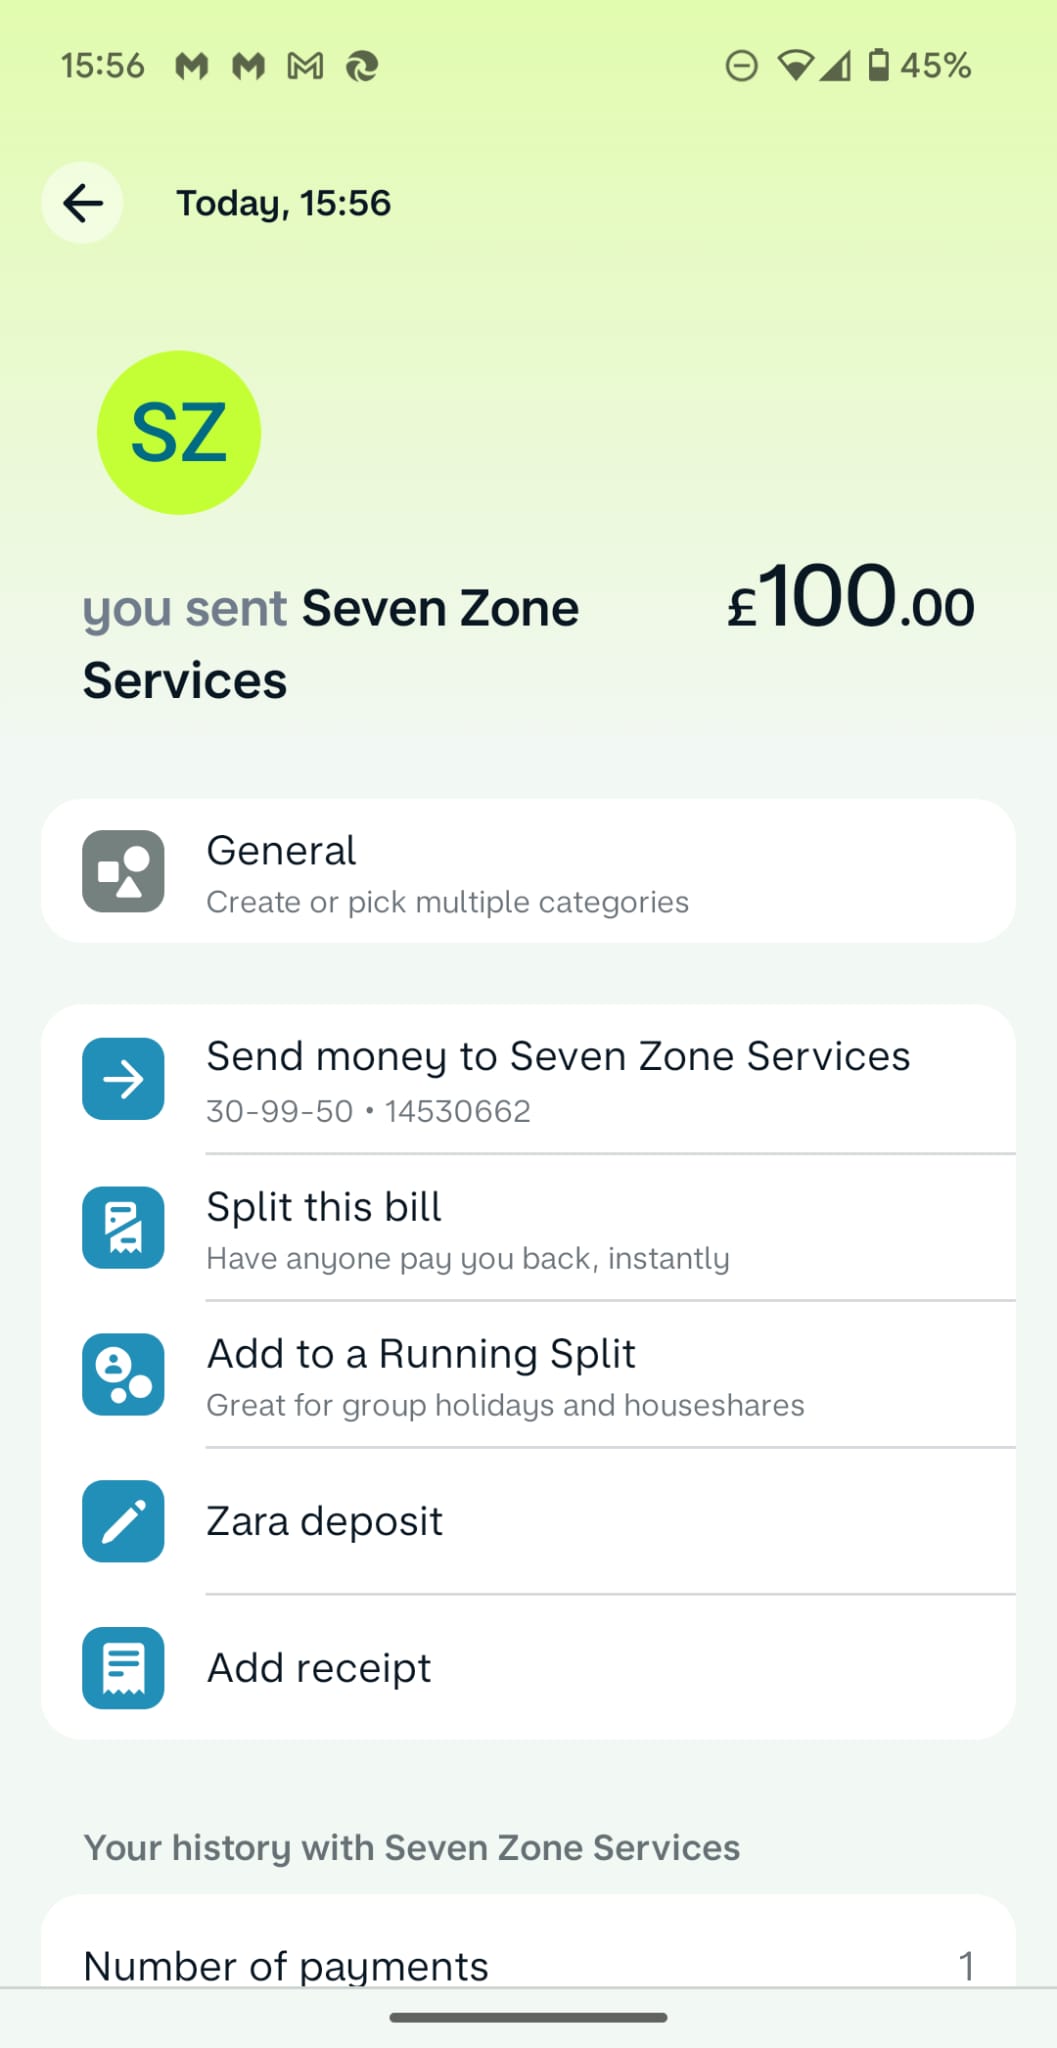 15:56
45%
Today, 15:56
SZ
you sent Seven Zone
Services
£100.00
General
Create or pick multiple categories
Send money to Seven Zone Services
30-99-50 • 14530662
Split this bill
Have anyone pay you back, instantly
Add to a Running Split
Great for group holidays and houseshares
Zara deposit
Add receipt
Your history with Seven Zone Services
Number of payments 1